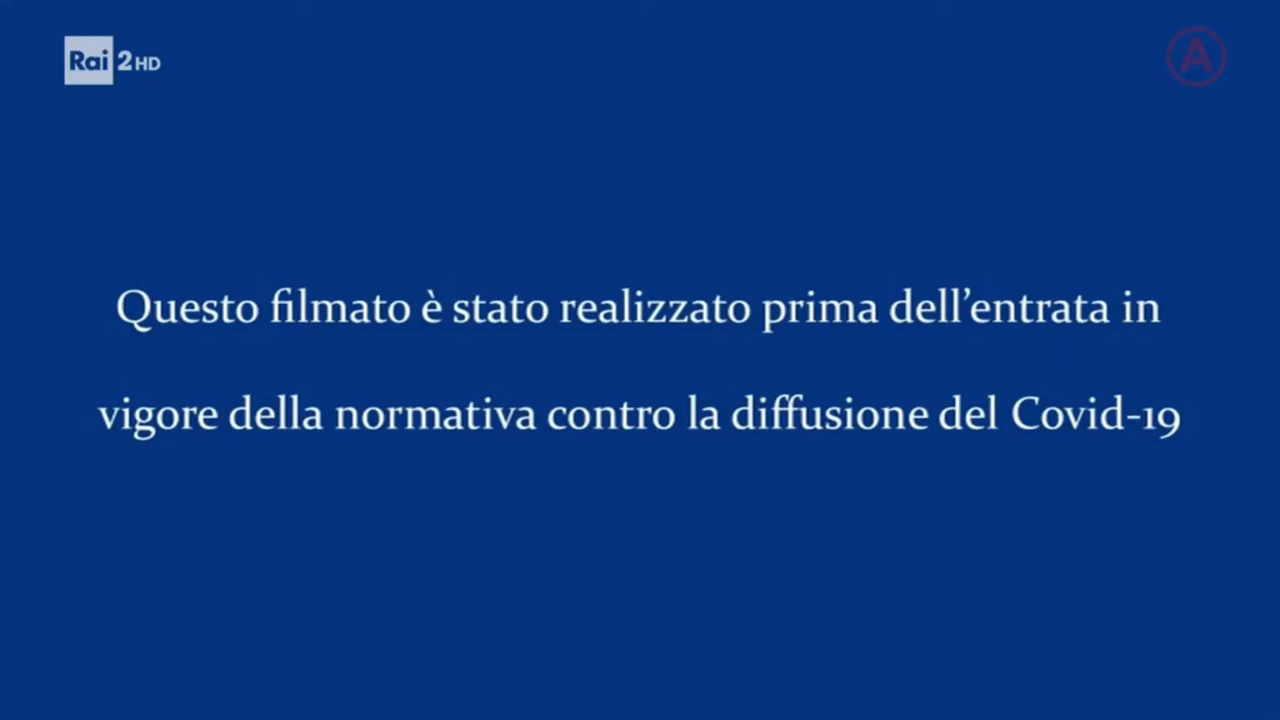 Rai 2HD
A
Questo filmato è stato realizzato prima dell’entrata in
vigore della normativa contro la diffusione del Covid-19